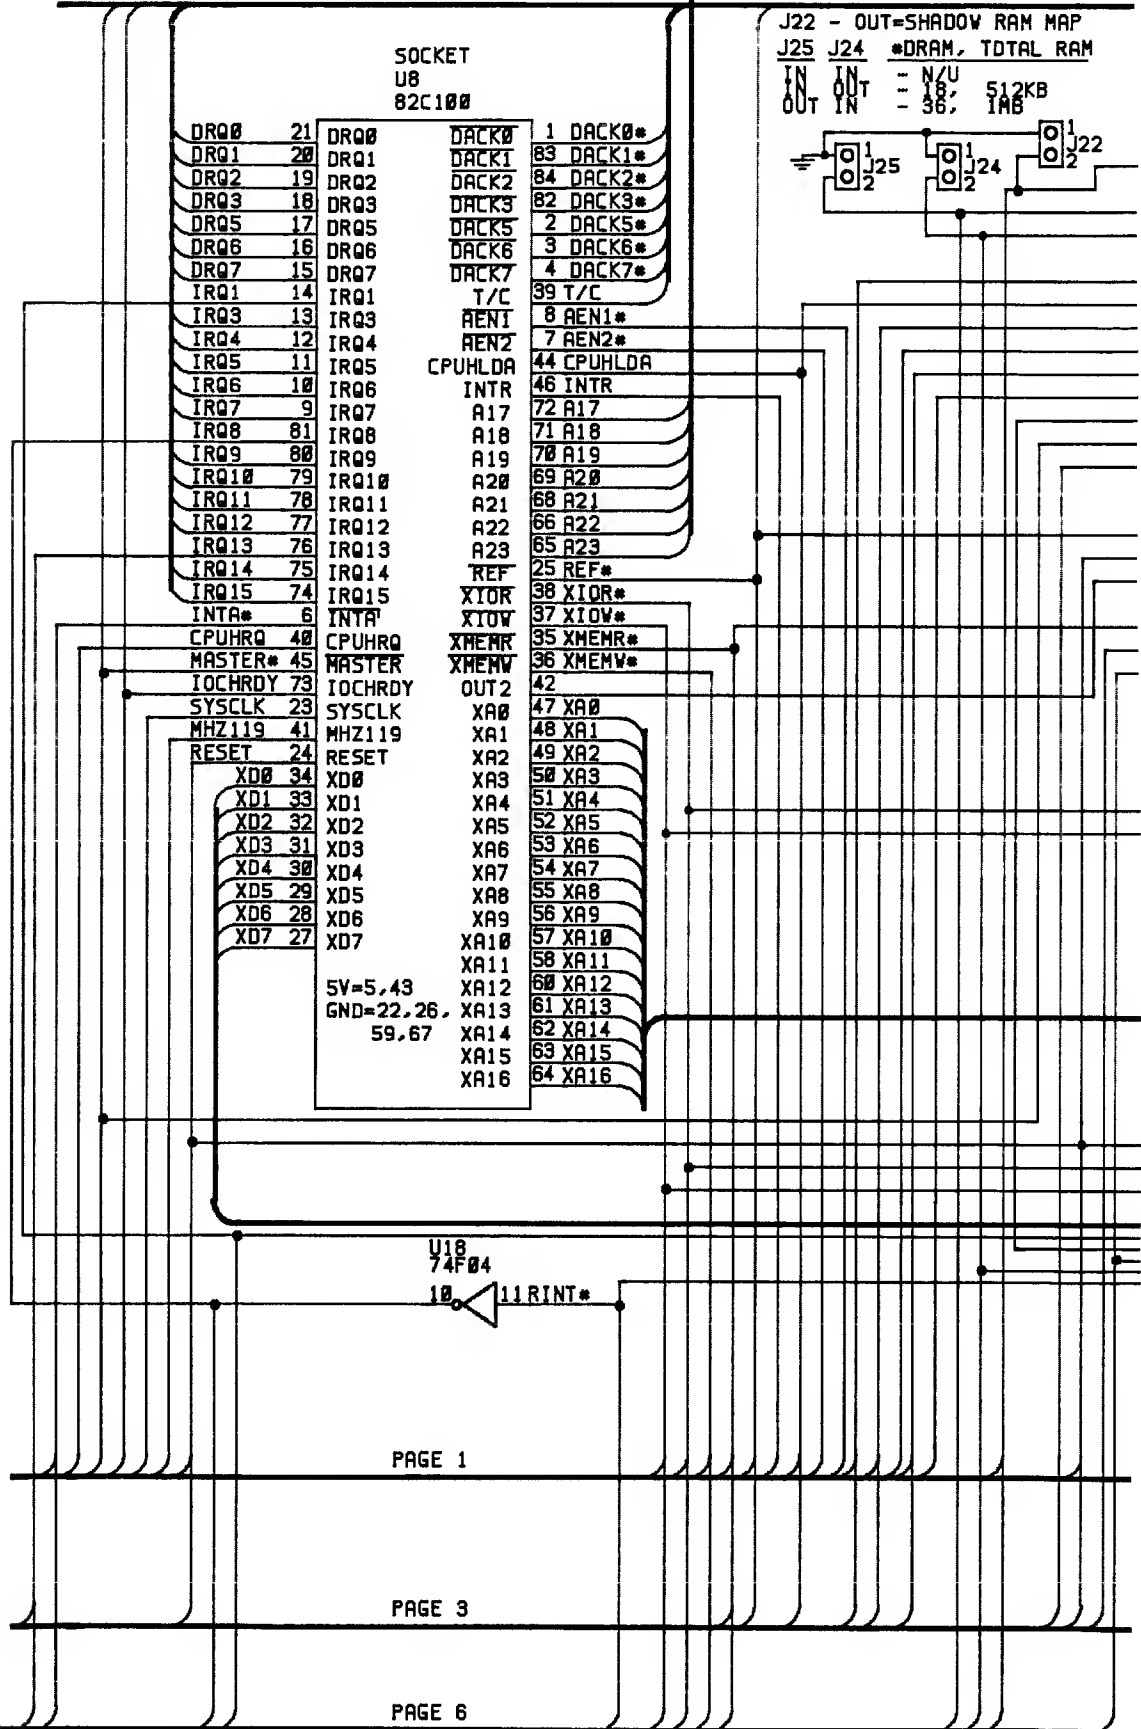 J22 - OUT=SHADOW RAM MAP
J25 J24 #DRAM, TOTAL RAM
IN IN - N/U
IN OUT - 18, 512KB
OUT IN - 36, 1MB
1
2
J25
1
2
J24
1
2
J22
SOCKET
U8
82C100
DRQ0 21 DRQ0 DACK0 1 DACK0#
DRQ1 20 DRQ1 DACK1 83 DACK1#
DRQ2 19 DRQ2 DACK2 84 DACK2#
DRQ3 18 DRQ3 DACK3 82 DACK3#
DRQ5 17 DRQ5 DACK5 2 DACK5#
DRQ6 16 DRQ6 DACK6 3 DACK6#
DRQ7 15 DRQ7 DACK7 4 DACK7#
IRQ1 14 IRQ1 T/C 39 T/C
IRQ3 13 IRQ3 AEN1 8 AEN1#
IRQ4 12 IRQ4 AEN2 7 AEN2#
IRQ5 11 IRQ5 CPUHLDA 44 CPUHLDA
IRQ6 10 IRQ6 INTR 46 INTR
IRQ7 9 IRQ7 A17 72 A17
IRQ8 81 IRQ8 A18 71 A18
IRQ9 80 IRQ9 A19 70 A19
IRQ10 79 IRQ10 A20 69 A20
IRQ11 78 IRQ11 A21 68 A21
IRQ12 77 IRQ12 A22 66 A22
IRQ13 76 IRQ13 A23 65 A23
IRQ14 75 IRQ14 REF 25 REF#
IRQ15 74 IRQ15 XIOR 38 XIOR#
INTA# 6 INTA XIOW 37 XIOW#
CPUHRQ 40 CPUHRQ XMEMR 35 XMEMR#
MASTER# 45 MASTER XMEMW 36 XMEMW#
IOCHRDY 73 IOCHRDY OUT2 42
SYSCLK 23 SYSCLK XA0 47 XA0
MHZ119 41 MHZ119 XA1 48 XA1
RESET 24 RESET XA2 49 XA2
XD0 34 XD0 XA3 50 XA3
XD1 33 XD1 XA4 51 XA4
XD2 32 XD2 XA5 52 XA5
XD3 31 XD3 XA6 53 XA6
XD4 30 XD4 XA7 54 XA7
XD5 29 XD5 XA8 55 XA8
XD6 28 XD6 XA9 56 XA9
XD7 27 XD7 XA10 57 XA10
XA11 58 XA11
5V=5,43 XA12 60 XA12
GND=22,26, XA13 61 XA13
59,67 XA14 62 XA14
XA15 63 XA15
XA16 64 XA16
U18
74F04
10 11 RINT#
PAGE 1
PAGE 3
PAGE 6